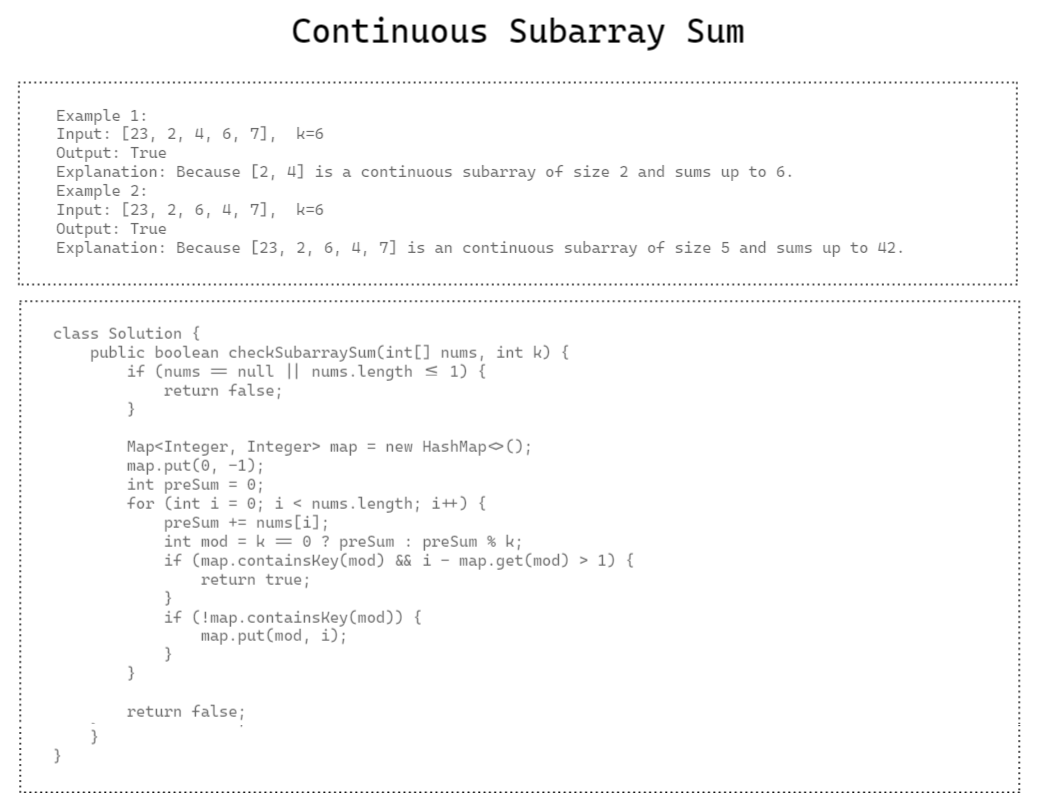 Continuous Subarray Sum
Example 1:
Input: [23, 2, 4, 6, 7],  k=6
Output: True
Explanation: Because [2, 4] is a continuous subarray of size 2 and sums up to 6.
Example 2:
Input: [23, 2, 6, 4, 7],  k=6
Output: True
Explanation: Because [23, 2, 6, 4, 7] is an continuous subarray of size 5 and sums up to 42.
class Solution {
    public boolean checkSubarraySum(int[] nums, int k) {
        if (nums == null || nums.length <= 1) {
            return false;
        }
        Map<Integer, Integer> map = new HashMap<>();
        map.put(0, -1);
        int preSum = 0;
        for (int i = 0; i < nums.length; i++) {
            preSum += nums[i];
            int mod = k == 0 ? preSum : preSum % k;
            if (map.containsKey(mod) && i - map.get(mod) > 1) {
                return true;
            }
            if (!map.containsKey(mod)) {
                map.put(mod, i);
            }
        }
        return false;
    }
}